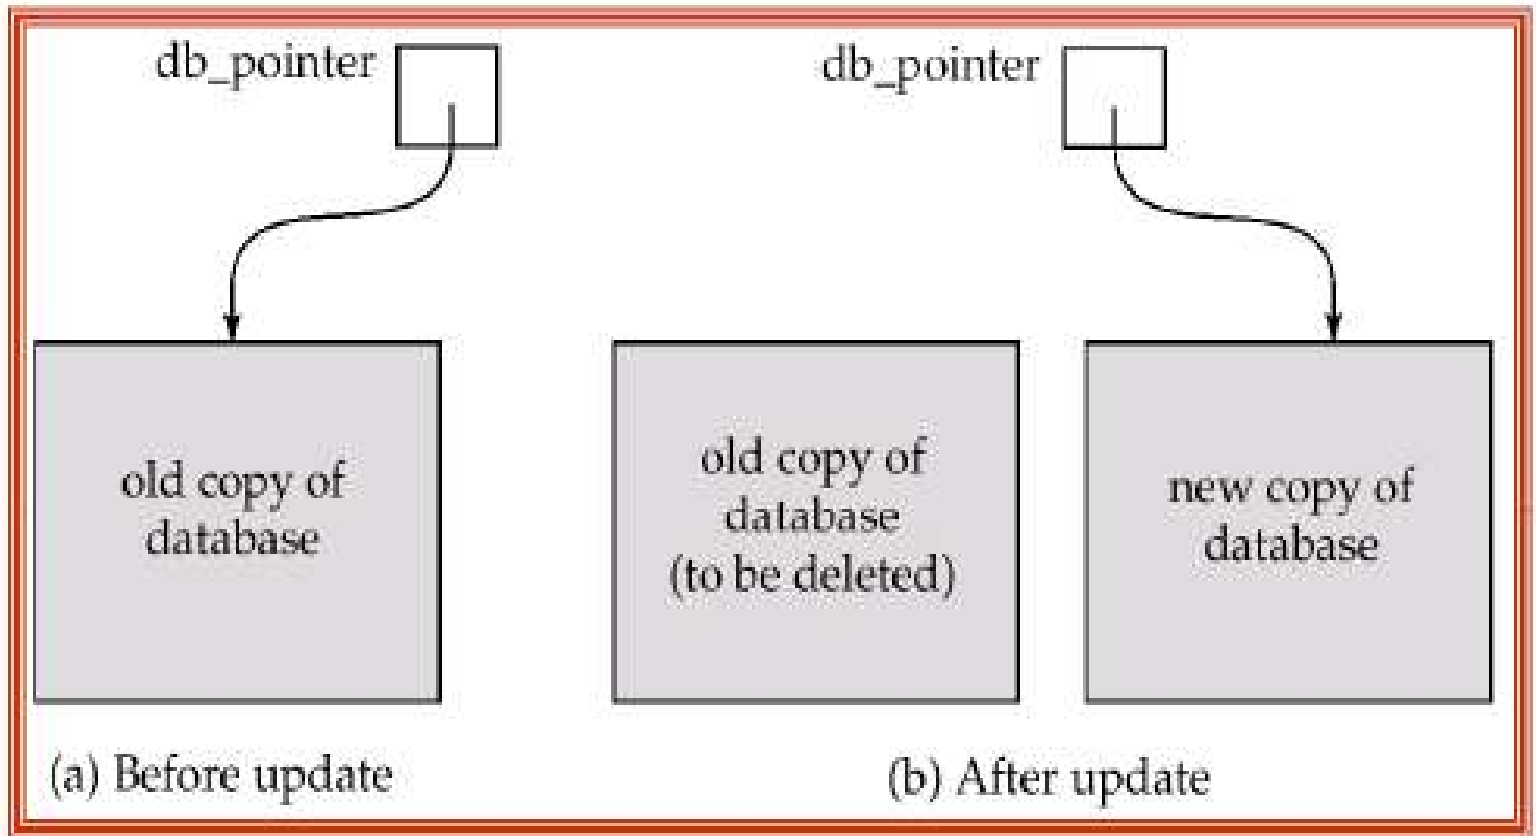 db_pointer
old copy of
database
(a) Before update
db_pointer
old copy of
database
(to be deleted)
new copy of
database
(b) After update